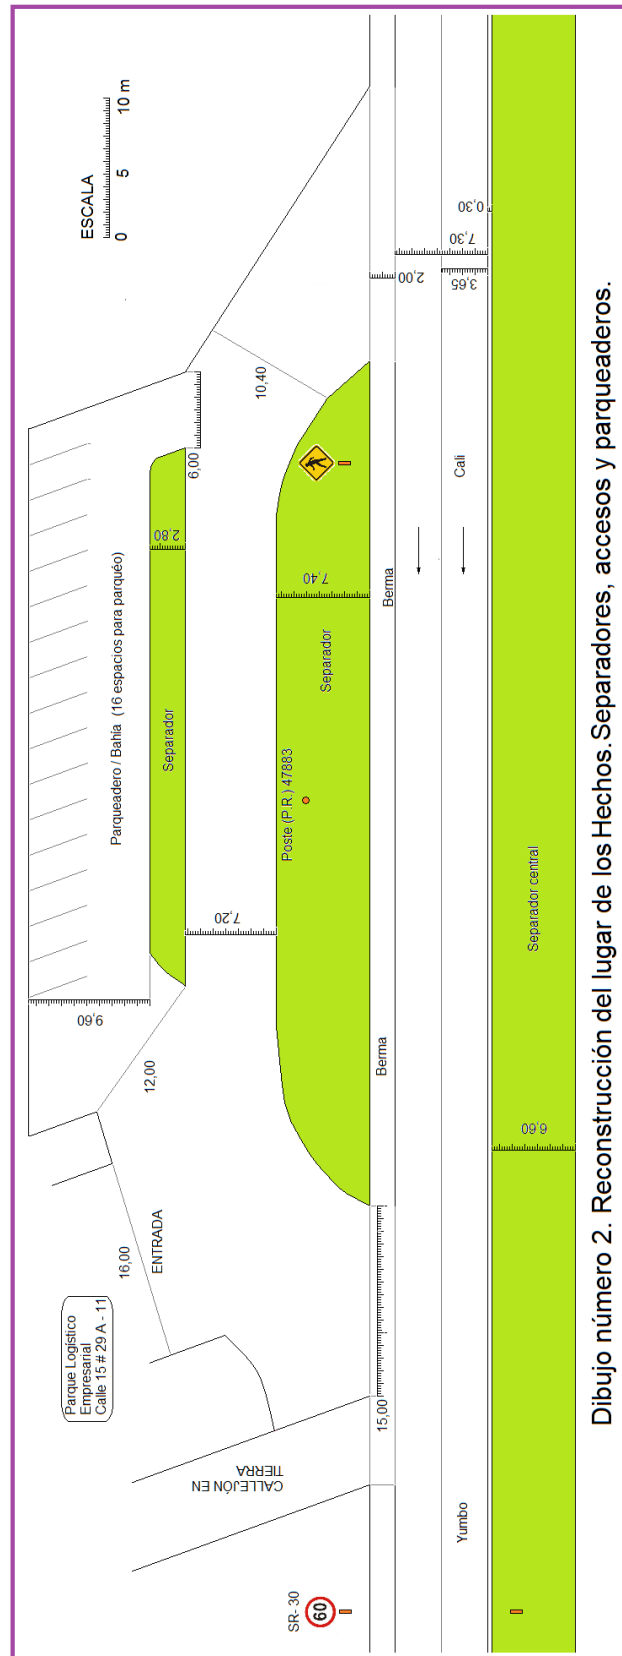 ESCALA
0 5 10 m
0,30
7,30
2,00
3,65
10,40
6,00
Cali
2,80
Parqueadero / Bahía (16 espacios para parquéo)
7,40
Berma
Separador
Separador
Poste (P.R.) 47883
7,20
Separador central
9,60
12,00
Berma
6,60
16,00
ENTRADA
Parque Logístico
Empresarial
Calle 15 # 29 A - 11
15,00
CALLEJÓN EN
TIERRA
Yumbo
SR-30
60
Dibujo número 2. Reconstrucción del lugar de los Hechos. Separadores, accesos y parqueaderos.